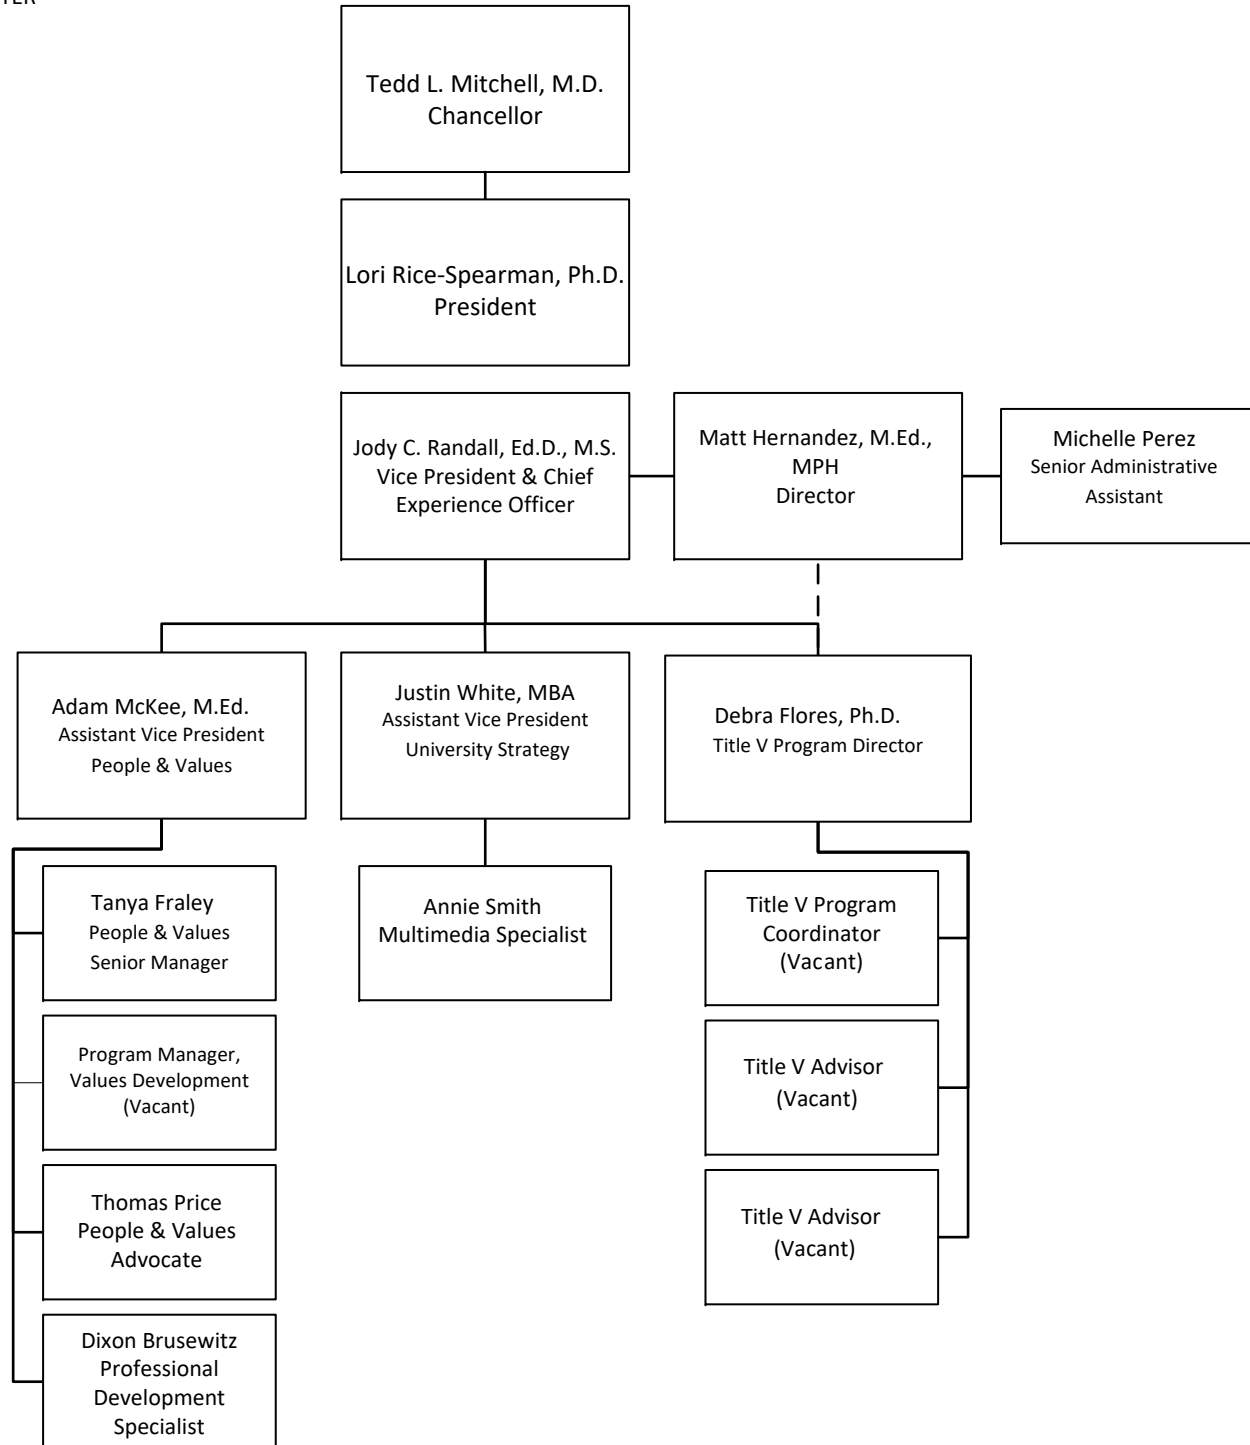 Tedd L. Mitchell, M.D.
Chancellor
Lori Rice-Spearman, Ph.D.
President
Jody C. Randall, Ed.D., M.S.
Vice President & Chief
Experience Officer
Matt Hernandez, M.Ed.,
MPH
Director
Michelle Perez
Senior Administrative
Assistant
Adam McKee, M.Ed.
Assistant Vice President
People & Values
Justin White, MBA
Assistant Vice President
University Strategy
Debra Flores, Ph.D.
Title V Program Director
Tanya Fraley
People & Values
Senior Manager
Program Manager,
Values Development
(Vacant)
Thomas Price
People & Values
Advocate
Dixon Brusewitz
Professional
Development
Specialist
Annie Smith
Multimedia Specialist
Title V Program
Coordinator
(Vacant)
Title V Advisor
(Vacant)
Title V Advisor
(Vacant)